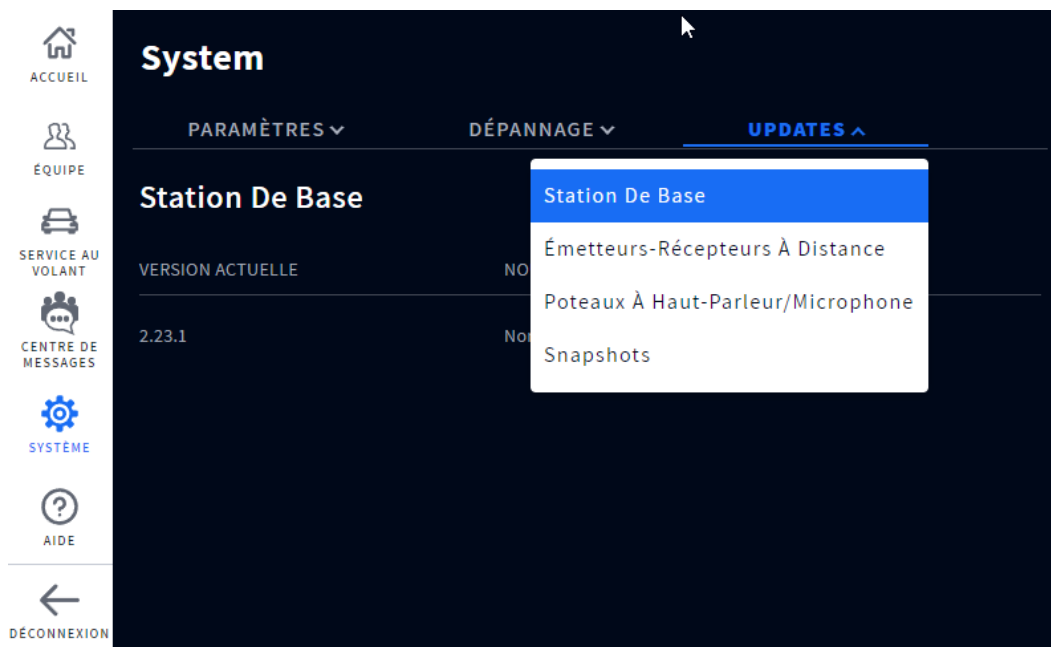 ACCUEIL
ÉQUIPE
SERVICE AU
VOLANT
CENTRE DE
MESSAGES
SYSTÈME
AIDE
DÉCONNEXION
System
PARAMÈTRES
DÉPANNAGE
UPDATES
Station De Base
VERSION ACTUELLE
2.23.1
Station De Base
Émetteurs-Récepteurs À Distance
Poteaux À Haut-Parleur/Microphone
Snapshots